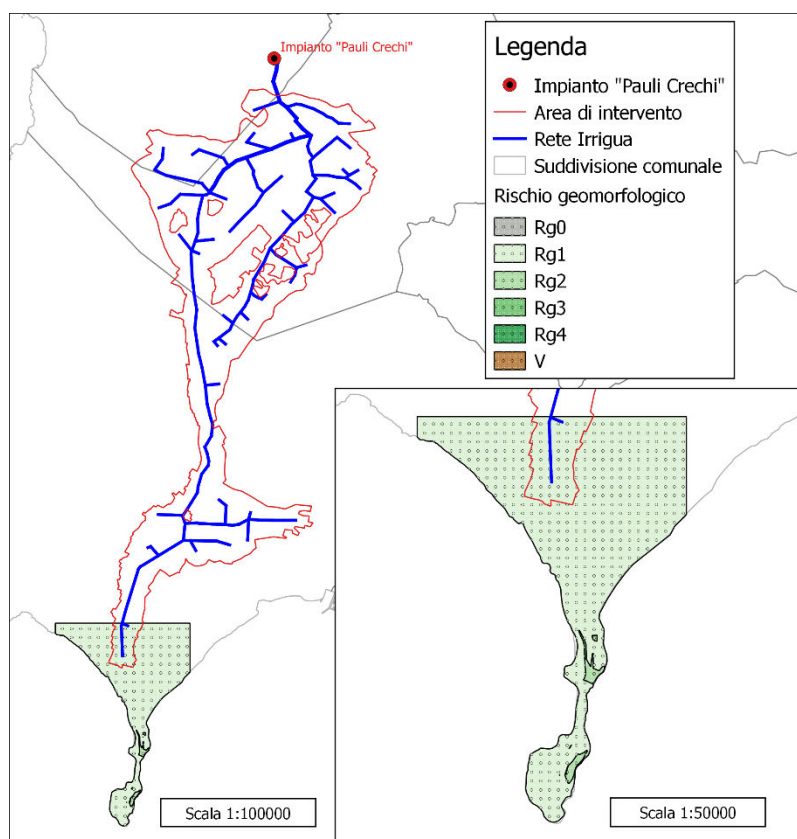 Impianto "Pauli Crechi"
Legenda
Impianto "Pauli Crechi"
Area di intervento
Rete Irrigua
Suddivisione comunale
Rischio geomorfologico
Rg0
Rg1
Rg2
Rg3
Rg4
V
Scala 1:100000
Scala 1:50000